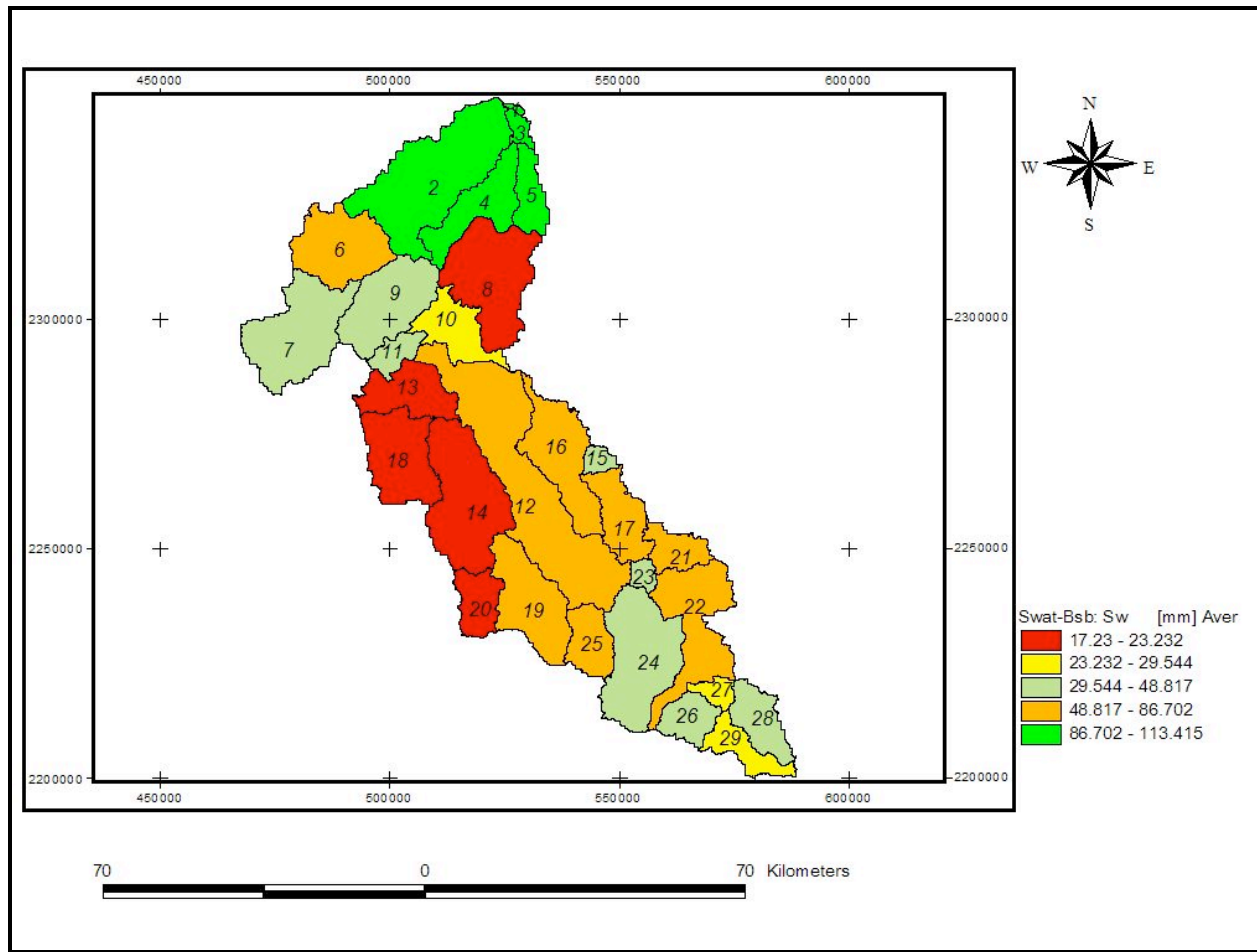 450000 500000 550000 600000
N
W E
S
1
3
2
4 5
6
8
9
2300000 10 2300000
7 11
13
16
18 15
14 12 17
2250000 21 2250000
23
20 19 22
25
24
27
26 28
29
2200000 2200000
450000 500000 550000 600000
Swat-Bsb: Sw [mm] Aver
17.23 - 23.232
23.232 - 29.544
29.544 - 48.817
48.817 - 86.702
86.702 - 113.415
70 0 70 Kilometers